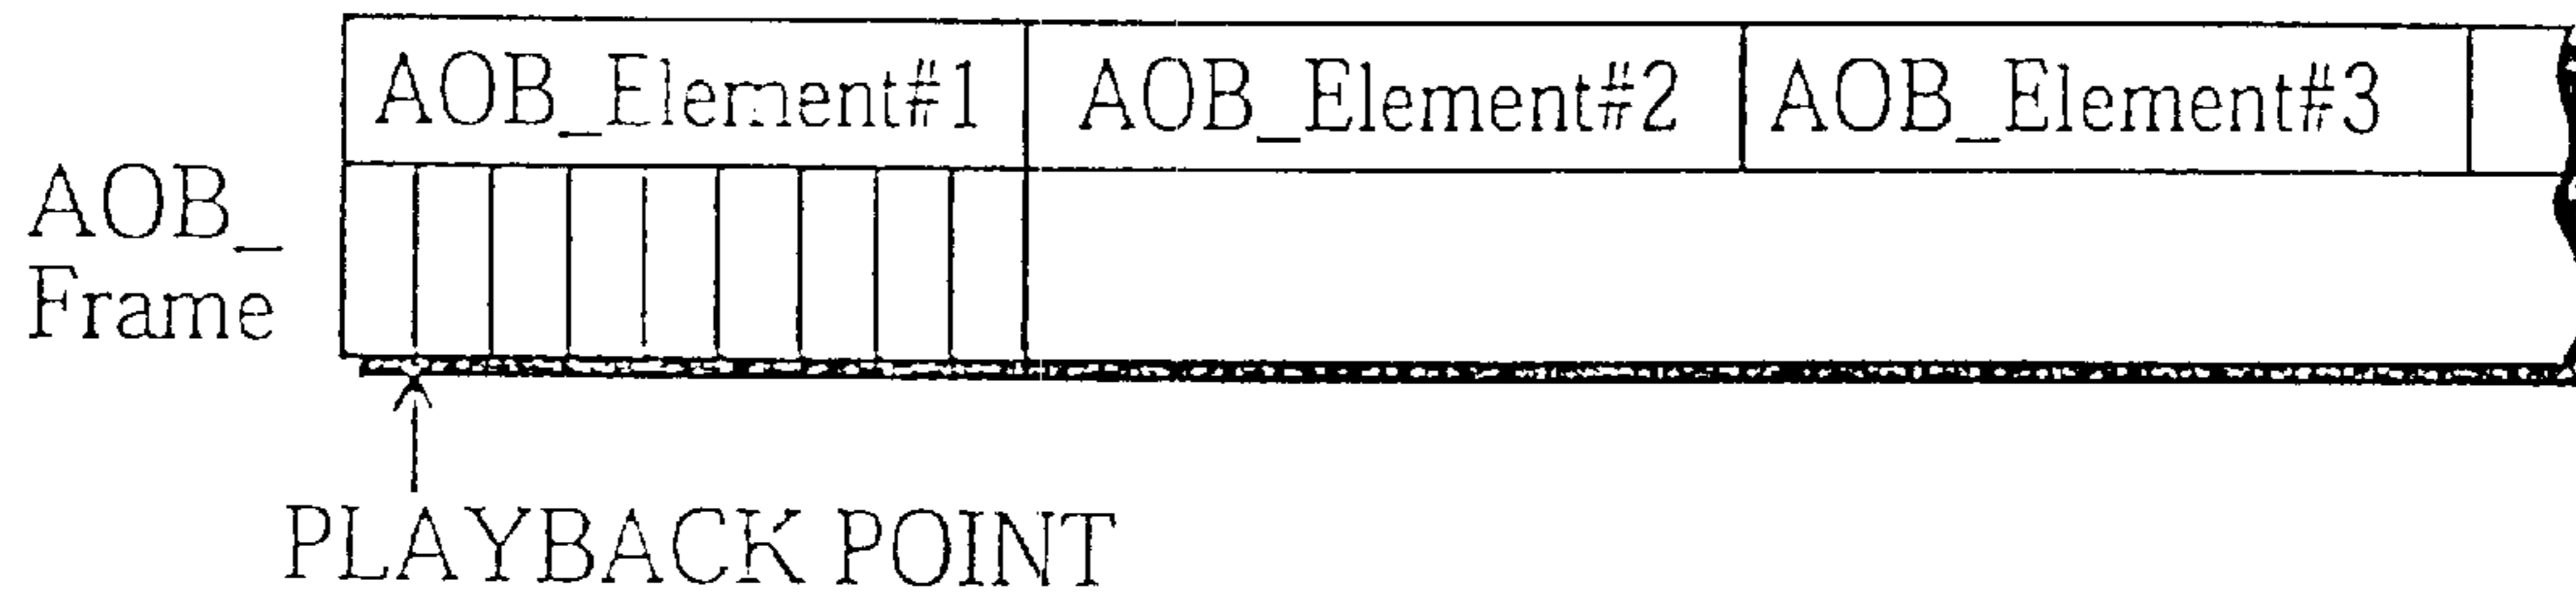 AOB_Element#1 AOB_Element#2 AOB_Element#3
AOB_
Frame
PLAYBACK POINT